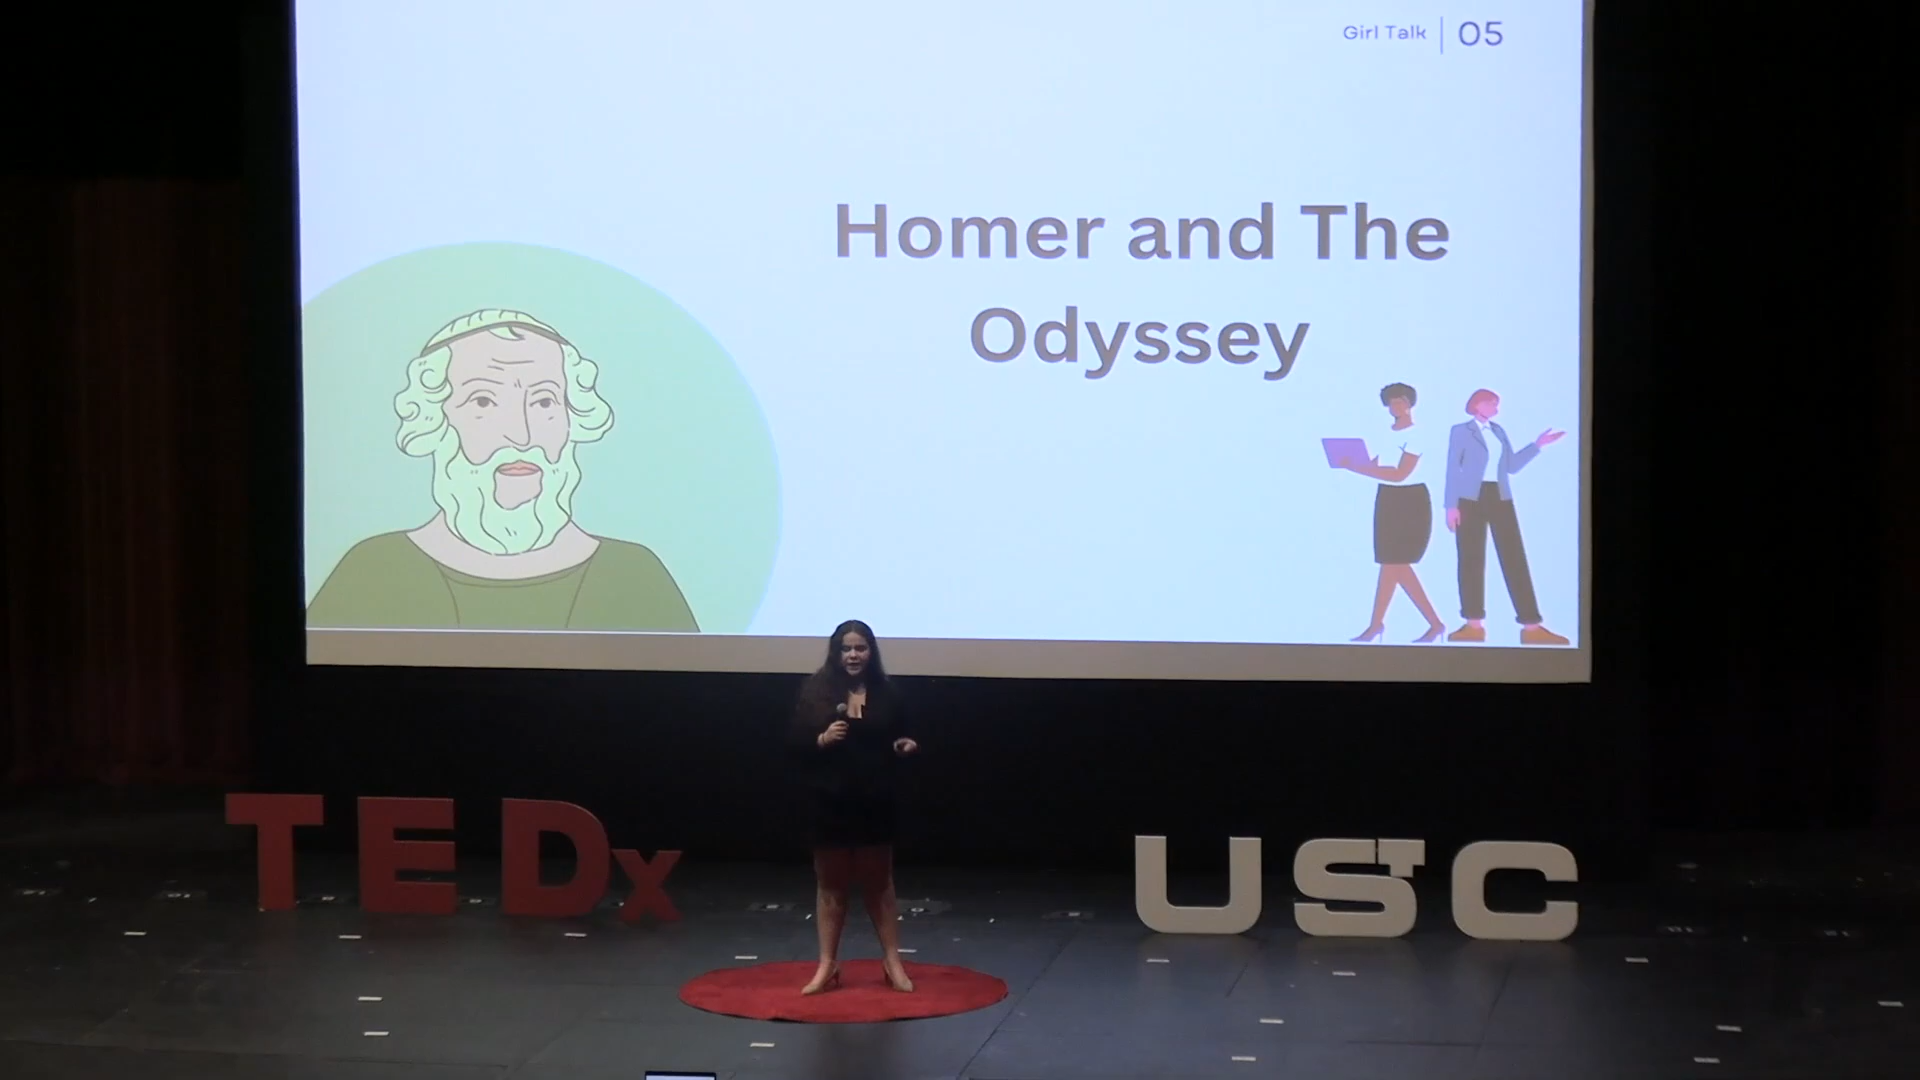 Girl Talk | 05
Homer and The
Odyssey
TEDx
USC